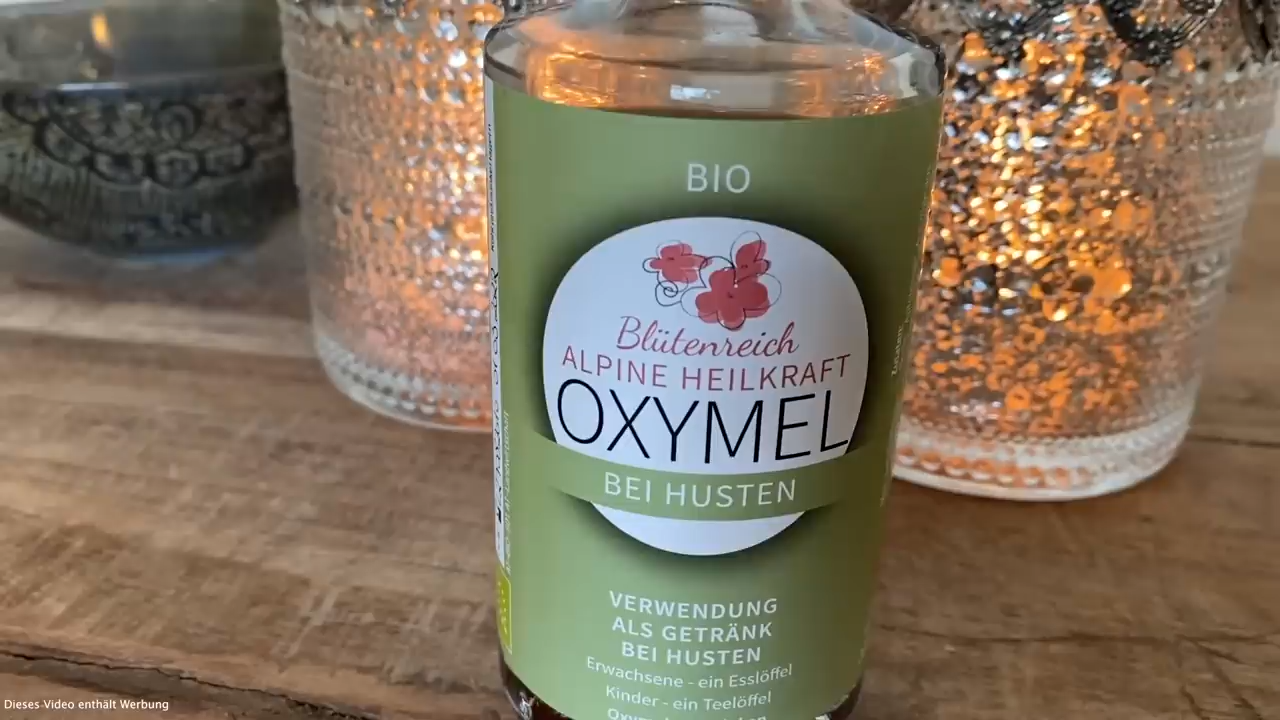 BIO
Blütenreich
ALPINE HEILKRAFT
OXYMEL
BEI HUSTEN
VERWENDUNG
ALS GETRÄNK
BEI HUSTEN
Erwachsene - ein Esslöffel
Kinder - ein Teelöffel
Dieses Video enthält Werbung